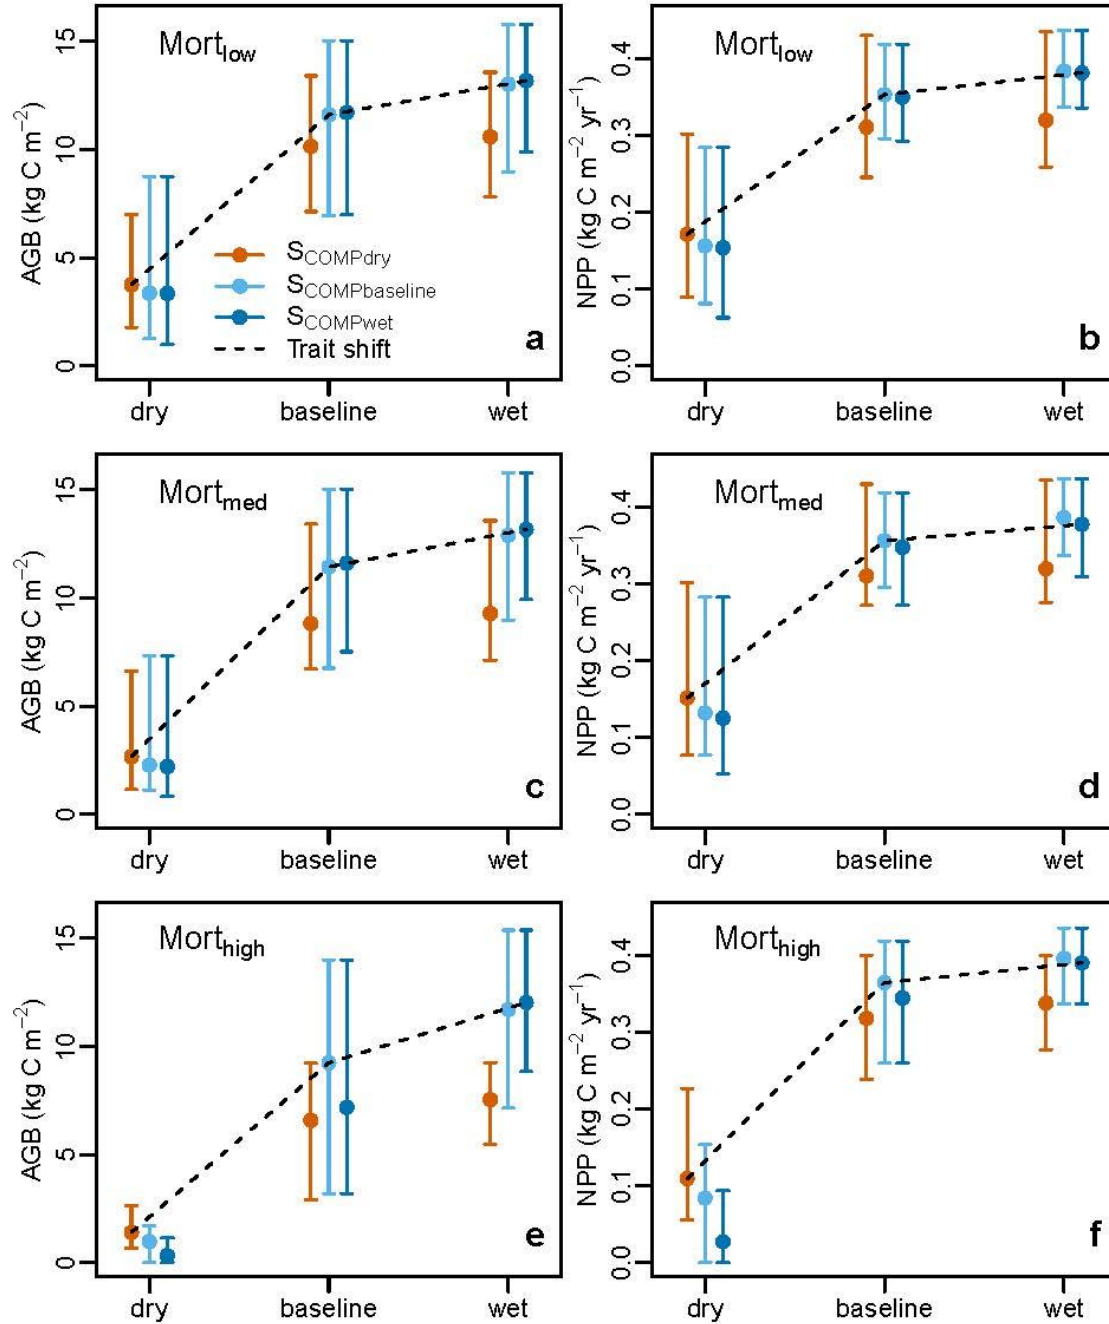 Mort_low
AGB (kg C m⁻²)
15
10
5
0
S_COMPdry
S_COMPbaseline
S_COMPwet
Trait shift
a
dry baseline wet
Mort_low
NPP (kg C m⁻² yr⁻¹)
0.4
0.3
0.2
0.1
0.0
b
dry baseline wet
Mort_med
AGB (kg C m⁻²)
15
10
5
0
c
dry baseline wet
Mort_med
NPP (kg C m⁻² yr⁻¹)
0.4
0.3
0.2
0.1
0.0
d
dry baseline wet
Mort_high
AGB (kg C m⁻²)
15
10
5
0
e
dry baseline wet
Mort_high
NPP (kg C m⁻² yr⁻¹)
0.4
0.3
0.2
0.1
0.0
f
dry baseline wet